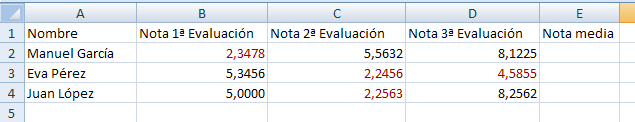 A B C D E
1 Nombre Nota 1ª Evaluación Nota 2ª Evaluación Nota 3ª Evaluación Nota media
2 Manuel García 2,3478 5,5632 8,1225
3 Eva Pérez 5,3456 2,2456 4,5855
4 Juan López 5,0000 2,2563 8,2562
5